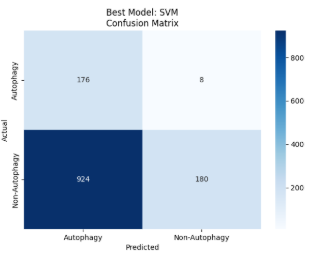 Best Model: SVM
Confusion Matrix
Actual
Autophagy
Non-Autophagy
176
8
924
180
Autophagy
Non-Autophagy
Predicted
800
600
400
200